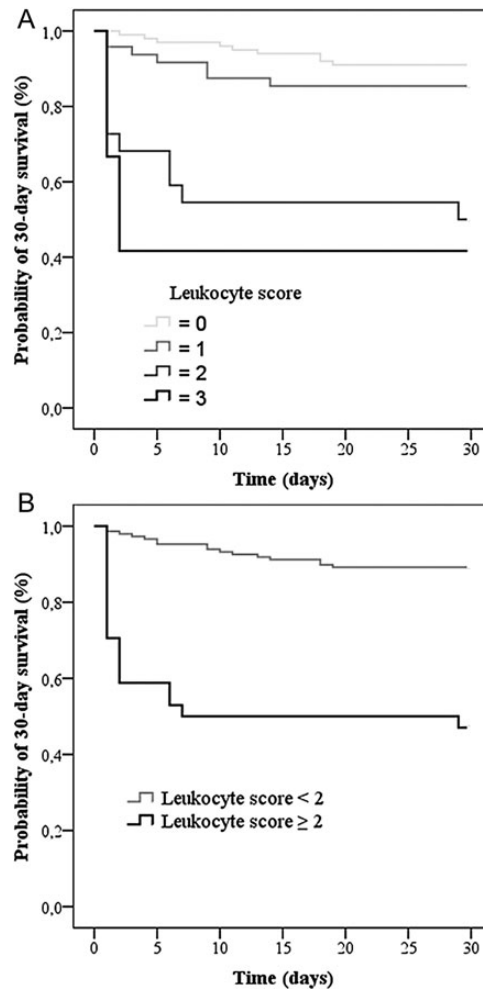 A
Probability of 30-day survival (%)
1,0
0,8
0,6
0,4
0,2
0,0
Leukocyte score
= 0
= 1
= 2
= 3
0 5 10 15 20 25 30
Time (days)
B
Probability of 30-day survival (%)
1,0
0,8
0,6
0,4
0,2
0,0
Leukocyte score < 2
Leukocyte score ≥ 2
0 5 10 15 20 25 30
Time (days)